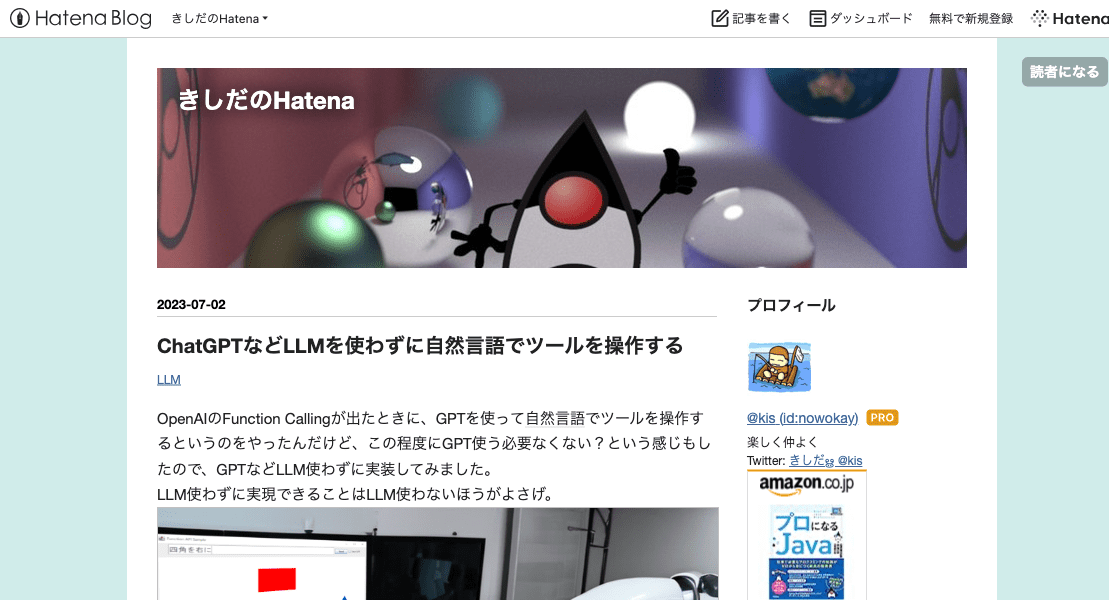 Hatena Blog
きしだのHatena
記事を書く
ダッシュボード
無料で新規登録
Hatena
読者になる
きしだのHatena
2023-07-02
ChatGPTなどLLMを使わずに自然言語でツールを操作する
LLM
OpenAIのFunction Callingが出たときに、GPTを使って自然言語でツールを操作す
るというのをやったんだけど、この程度にGPT使う必要なくない？という感じもし
たので、GPTなどLLM使わずに実装してみました。
LLM使わずに実現できることはLLM使わないほうがよさげ。
四角を右に
プロフィール
@kis (id:nowokay) PRO
楽しく仲よく
Twitter: きしだൠ @kis
amazon.co.jp
プロになる
Java